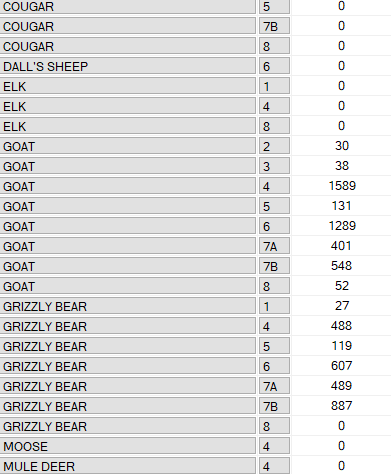 COUGAR 5 0
COUGAR 7B 0
COUGAR 8 0
DALL'S SHEEP 6 0
ELK 1 0
ELK 4 0
ELK 8 0
GOAT 2 30
GOAT 3 38
GOAT 4 1589
GOAT 5 131
GOAT 6 1289
GOAT 7A 401
GOAT 7B 548
GOAT 8 52
GRIZZLY BEAR 1 27
GRIZZLY BEAR 4 488
GRIZZLY BEAR 5 119
GRIZZLY BEAR 6 607
GRIZZLY BEAR 7A 489
GRIZZLY BEAR 7B 887
GRIZZLY BEAR 8 0
MOOSE 4 0
MULE DEER 4 0